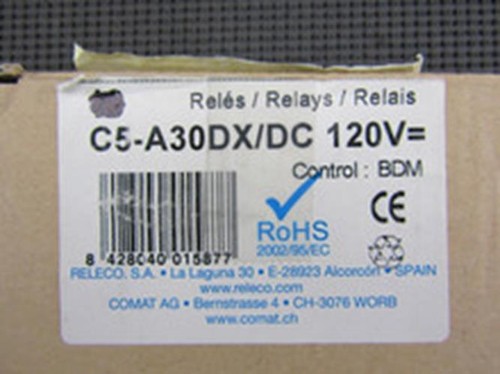 Relés / Relays / Relais
C5-A30DX/DC 120V=
Control : BDM
CE
RoHS
2002/95/EC
8 428040 015877
RELECO, S.A. • La Laguna 30 • E-28923 Alcorcón • SPAIN
www.releco.com
COMAT AG • Bernstrasse 4 • CH-3076 WORB
www.comat.ch